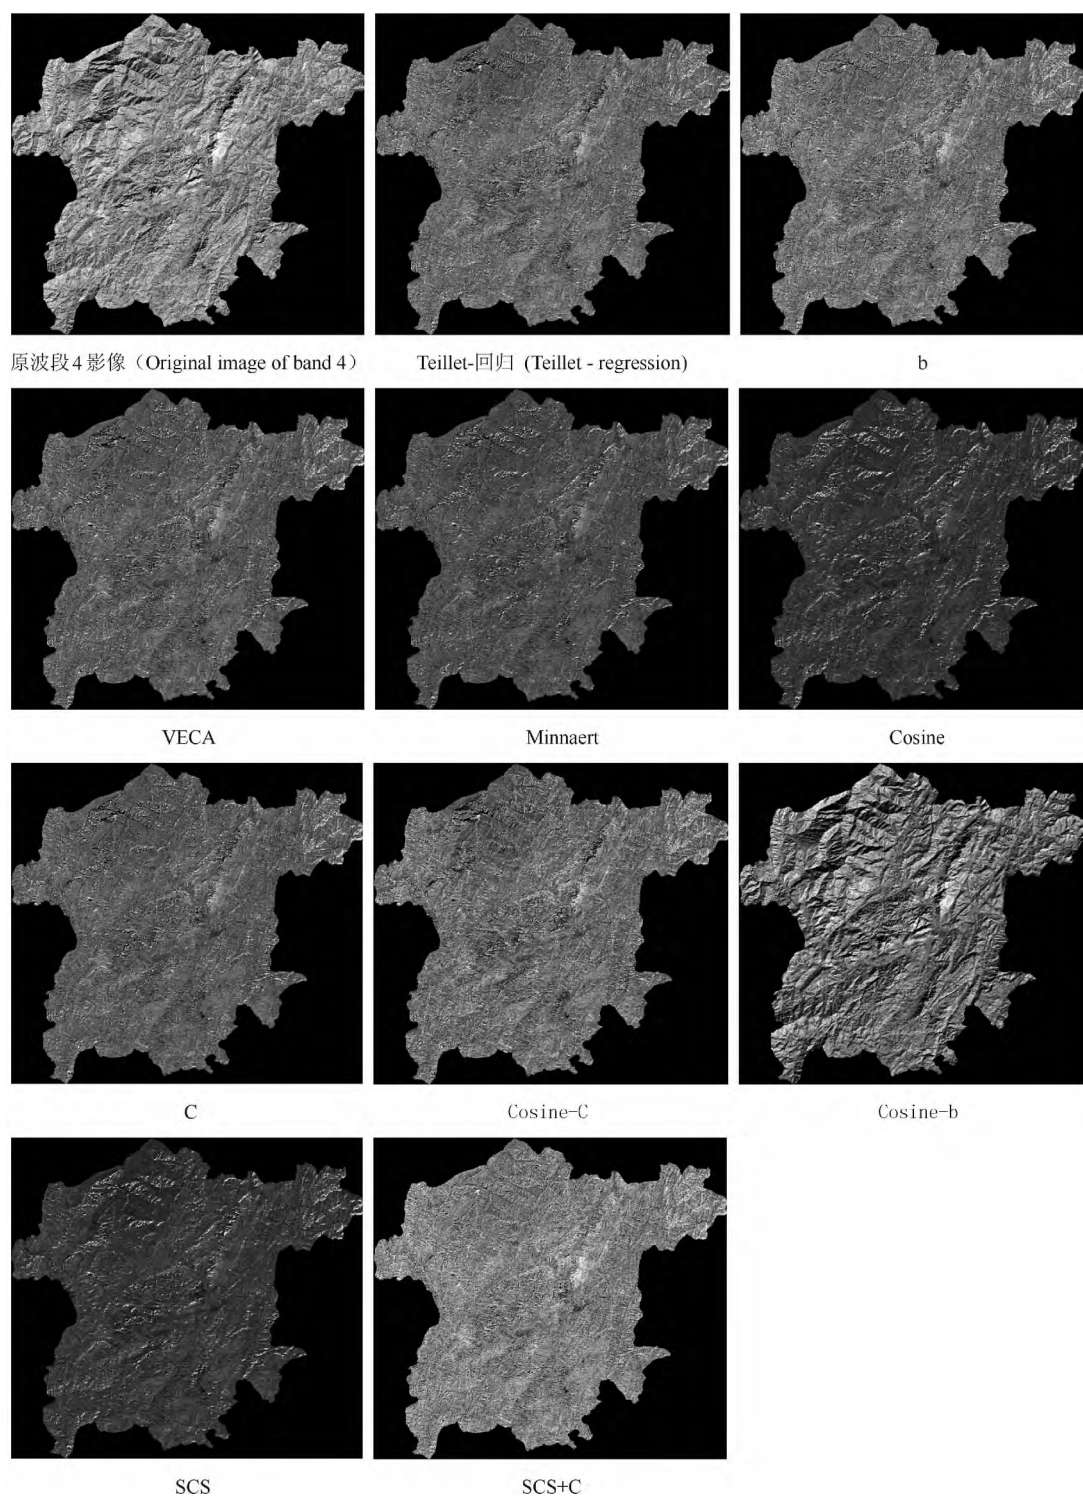 原波段4影像（Original image of band 4）
Teillet-回归 (Teillet - regression)
b
VECA
Minnaert
Cosine
C
Cosine-C
Cosine-b
SCS
SCS+C